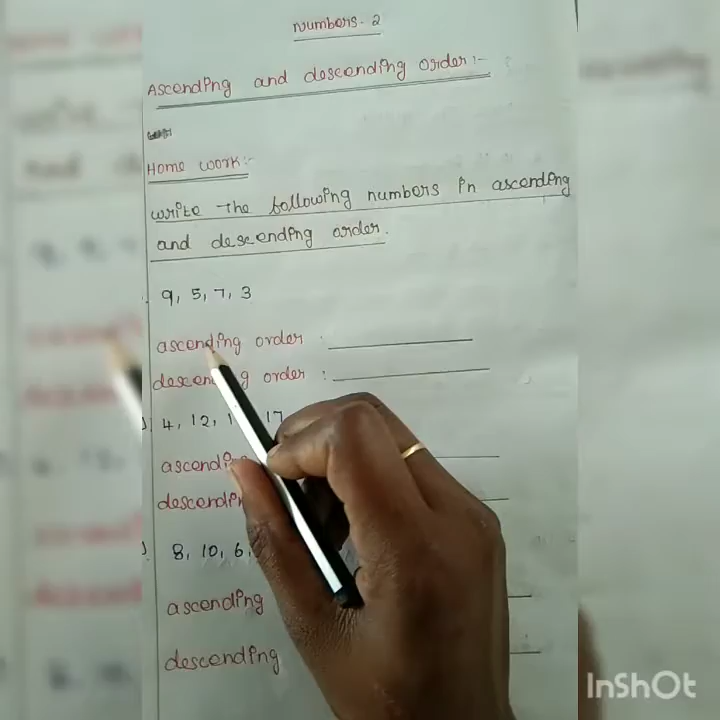 Numbers-2
Ascending and descending order:-
Home work:-
write the following numbers in ascending
and descending order.
9, 5, 7, 3
ascending order :
descending order :
4, 12, 17
ascending
descending
8, 10, 6,
ascending
descending
InShOt